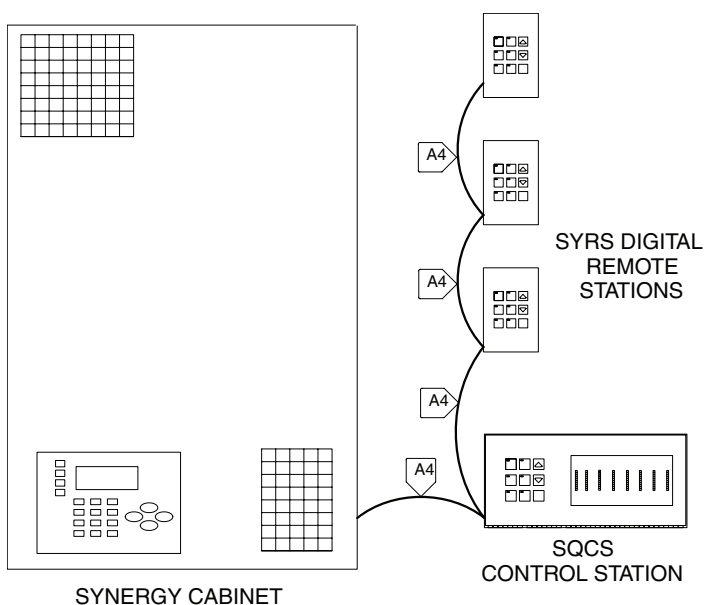 A4
A4
SYRS DIGITAL
REMOTE
STATIONS
A4
A4
SQCS
CONTROL STATION
SYNERGY CABINET